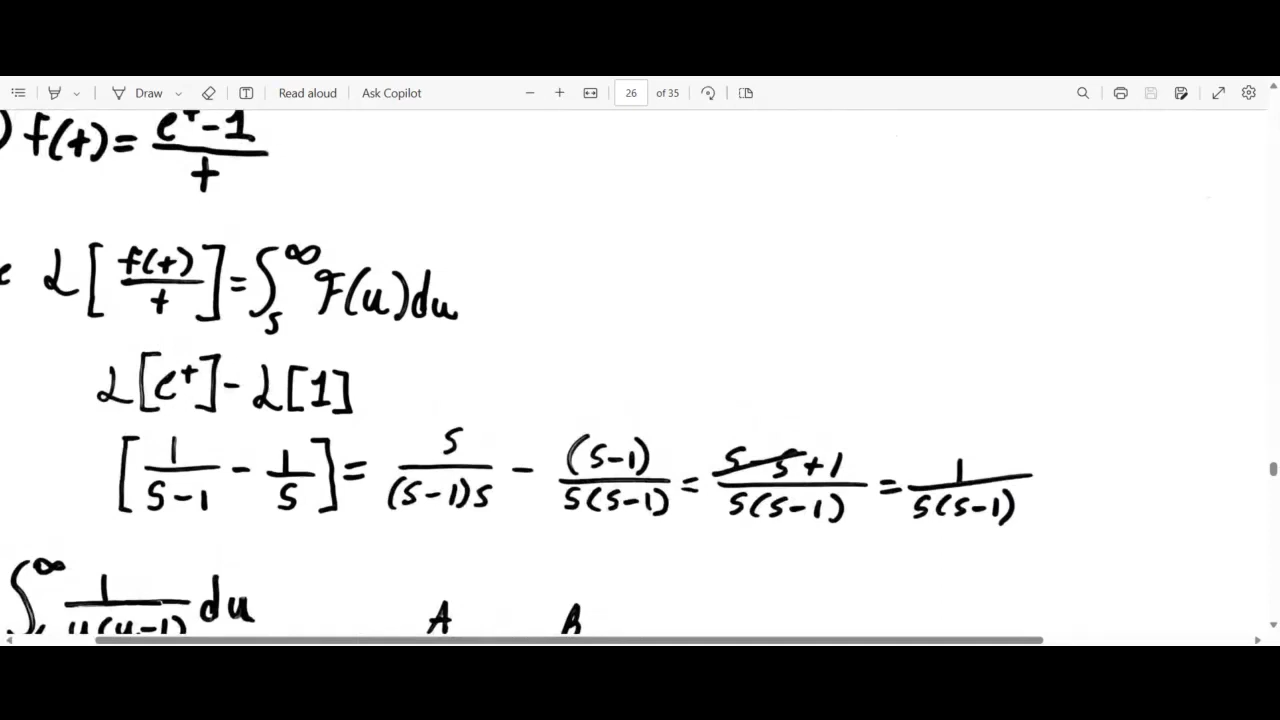 Draw Read aloud Ask Copilot 26 of 35
) f(t) = (e^t - 1)/t
ℒ[f(t)/t] = ∫_s^∞ F(u)du
ℒ[e^t] - ℒ[1]
[1/(s-1) - 1/s] = s/((s-1)s) - (s-1)/(s(s-1)) = (s-s+1)/(s(s-1)) = 1/(s(s-1))
∫^∞ 1/(u(u-1)) du
A B